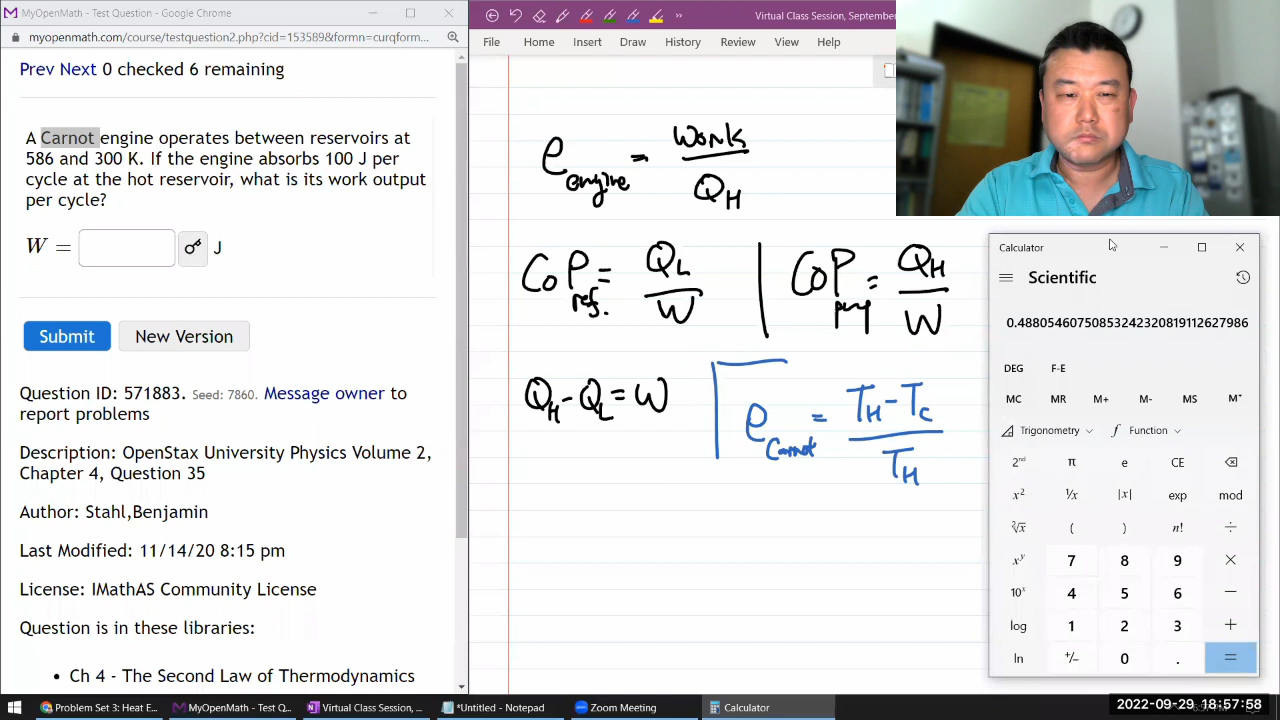 MyOpenMath - Test Question - Google Chrome
myopenmath.com/course/testquestion2.php?cid=153589&formn=curqform...
Prev Next 0 checked 6 remaining
A Carnot engine operates between reservoirs at
586 and 300 K. If the engine absorbs 100 J per
cycle at the hot reservoir, what is its work output
per cycle?
W = J
Submit New Version
Question ID: 571883. Seed: 7860. Message owner to
report problems
Description: OpenStax University Physics Volume 2,
Chapter 4, Question 35
Author: Stahl,Benjamin
Last Modified: 11/14/20 8:15 pm
License: IMathAS Community License
Question is in these libraries:
• Ch 4 - The Second Law of Thermodynamics
Virtual Class Session, September
File Home Insert Draw History Review View Help
e engine = Work / QH
CoP ref. = QL / W | CoP pump = QH / W
QH - QL = W
e Carnot = TH - TC / TH
Calculator
Scientific
0.48805460750853242320819112627986
DEG F-E
MC MR M+ M- MS M˅
Trigonometry f Function
2nd π e CE
x² ¹/x |x| exp mod
²√x ( ) n! ÷
xʸ 7 8 9 ×
10ˣ 4 5 6 −
log 1 2 3 +
ln +/− 0 . =
Problem Set 3: Heat E... MyOpenMath - Test Q... Virtual Class Session, ... *Untitled - Notepad Zoom Meeting Calculator
2022-09-29 18:57:58